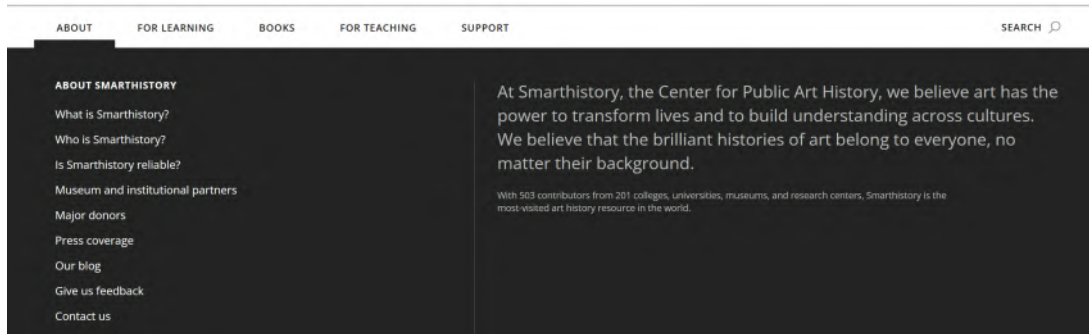 ABOUT FOR LEARNING BOOKS FOR TEACHING SUPPORT SEARCH
ABOUT SMARTHISTORY
What is Smarthistory?
Who is Smarthistory?
Is Smarthistory reliable?
Museum and institutional partners
Major donors
Press coverage
Our blog
Give us feedback
Contact us
At Smarthistory, the Center for Public Art History, we believe art has the
power to transform lives and to build understanding across cultures.
We believe that the brilliant histories of art belong to everyone, no
matter their background.
With 503 contributors from 201 colleges, universities, museums, and research centers, Smarthistory is the
most-visited art history resource in the world.